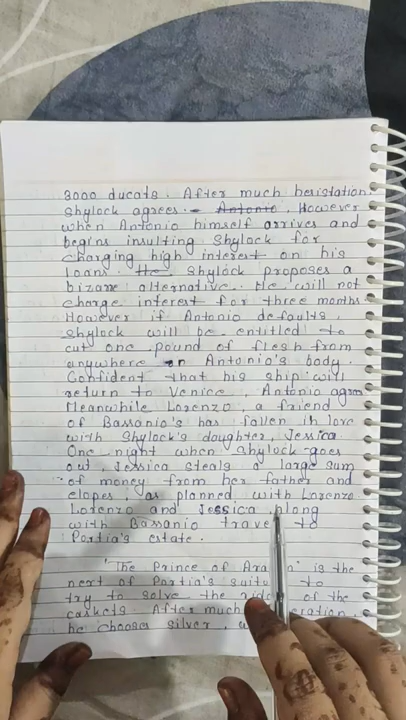 3000 ducats. After much hesistation,
Shylock agrees. Antonio. However
when Antonio himself arrives and
begins insulting Shylock for
charging high interest on his
loans. He Shylock proposes a
bizarre alternative. He will not
charge interest for three months.
However if Antonio defaults,
Shylock will be entitled to
cut one pound of flesh from
anywhere on Antonio's body.
Confident that his ship will
return to Venice, Antonio
Meanwhile Lorenzo, a friend
of Bassanio's has fallen in love
with Shylock's daughter, Jessica
One night when shylock goes
out, Jessica steals a large sum
of money from her father and
elopes, as planned, with Lorenzo
Lorenzo and Jessica along
with Bassanio travel to
Portia's estate.
"The Prince of is the
next of Portia's to
try to solve the of the
caskets. After much
he chooses silver,